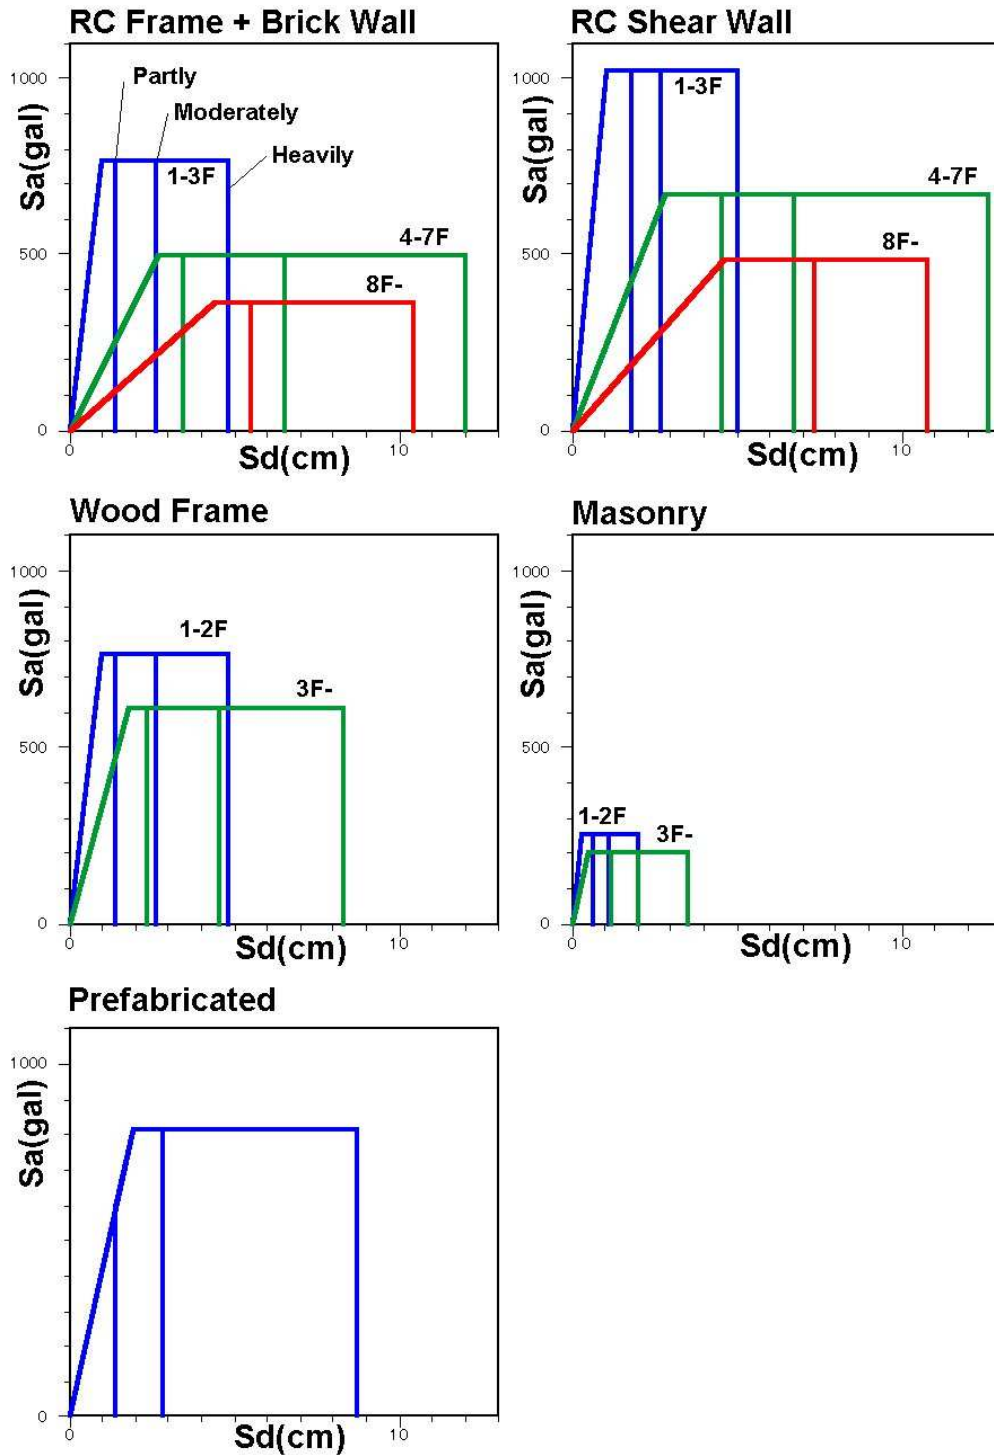 RC Frame + Brick Wall
1000
500
0
Sa(gal)
Partly
Moderately
Heavily
1-3F
4-7F
8F-
0
10
Sd(cm)
RC Shear Wall
1000
500
0
Sa(gal)
1-3F
4-7F
8F-
0
10
Sd(cm)
Wood Frame
1000
500
0
Sa(gal)
1-2F
3F-
0
10
Sd(cm)
Masonry
1000
500
0
Sa(gal)
1-2F
3F-
0
10
Sd(cm)
Prefabricated
1000
0
Sa(gal)
0
10
Sd(cm)